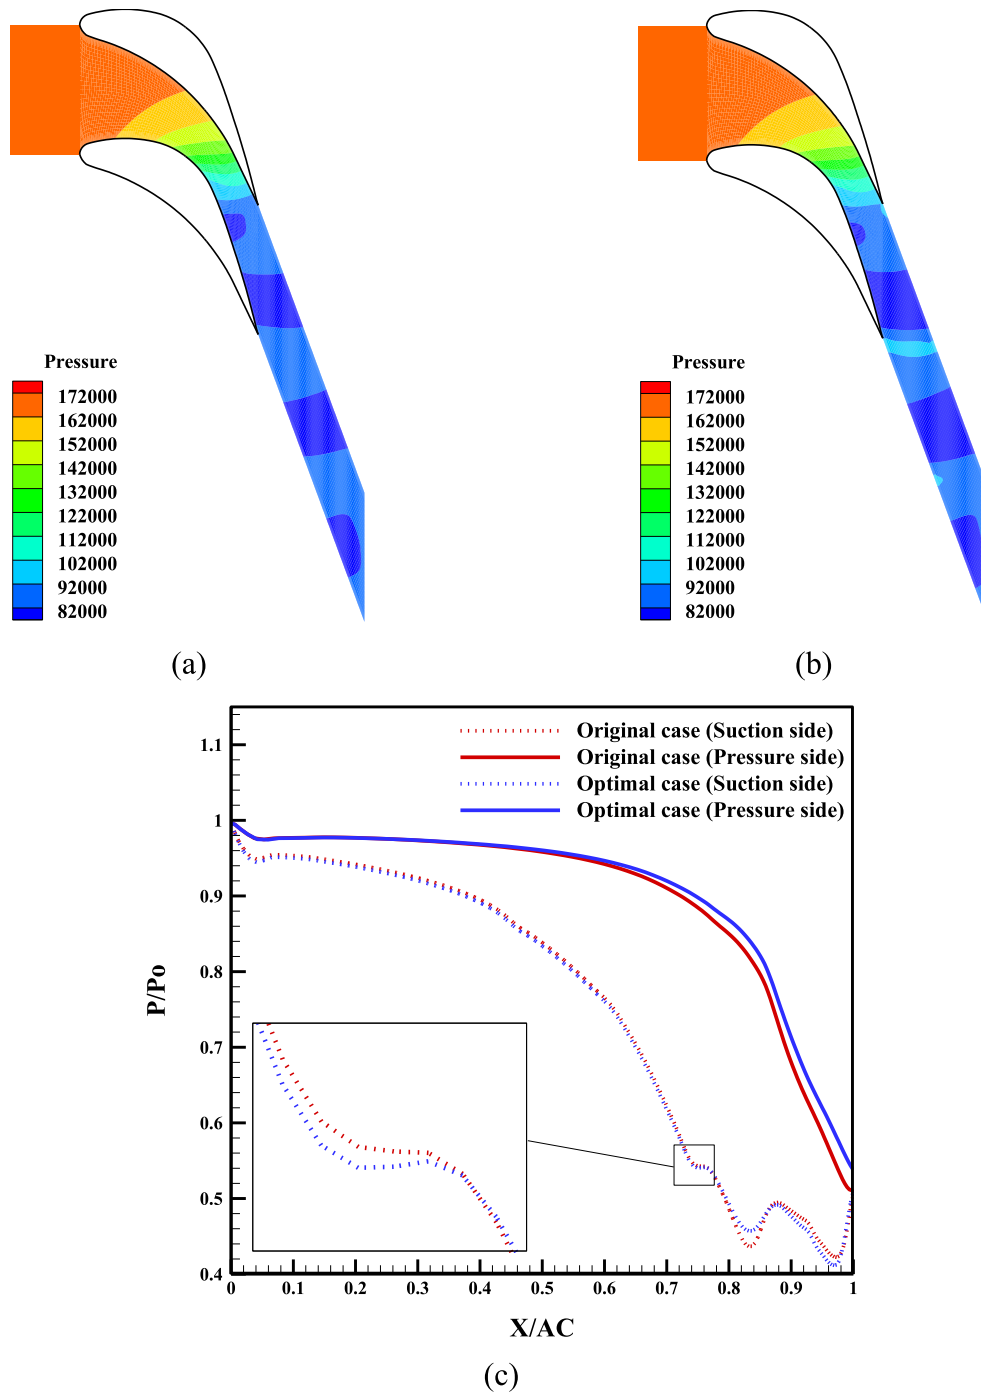 Pressure
172000
162000
152000
142000
132000
122000
112000
102000
92000
82000
(a)
Pressure
172000
162000
152000
142000
132000
122000
112000
102000
92000
82000
(b)
Original case (Suction side)
Original case (Pressure side)
Optimal case (Suction side)
Optimal case (Pressure side)
P/Po
1.1
1
0.9
0.8
0.7
0.6
0.5
0.4
0 0.1 0.2 0.3 0.4 0.5 0.6 0.7 0.8 0.9 1
X/AC
(c)